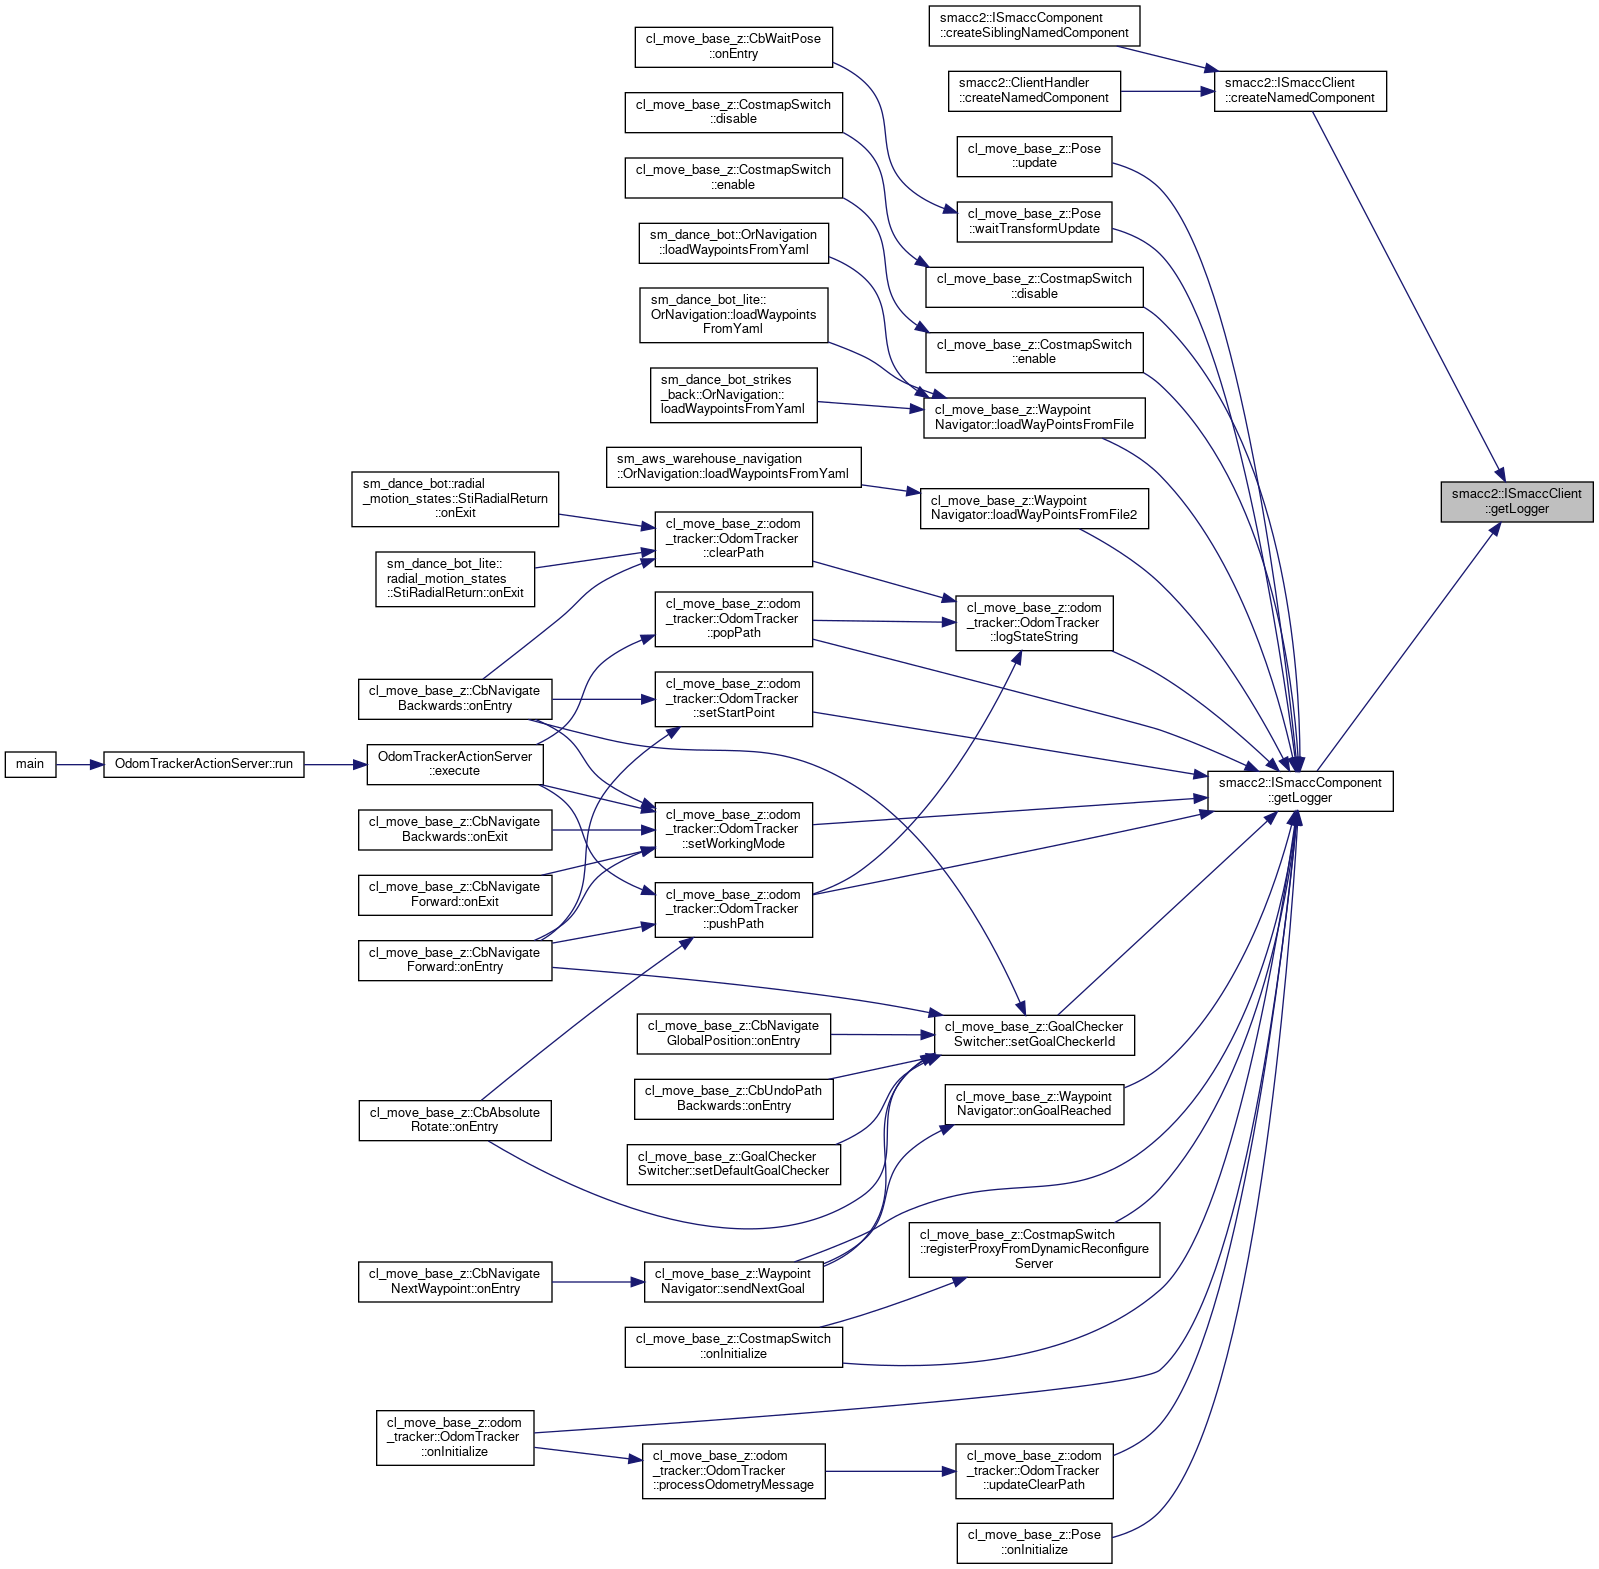 smacc2::ISmaccComponent
::createSiblingNamedComponent
cl_move_base_z::CbWaitPose
::onEntry
smacc2::ClientHandler
::createNamedComponent
smacc2::ISmaccClient
::createNamedComponent
cl_move_base_z::CostmapSwitch
::disable
cl_move_base_z::Pose
::update
cl_move_base_z::CostmapSwitch
::enable
cl_move_base_z::Pose
::waitTransformUpdate
sm_dance_bot::OrNavigation
::loadWaypointsFromYaml
cl_move_base_z::CostmapSwitch
::disable
sm_dance_bot_lite::
OrNavigation::loadWaypoints
FromYaml
cl_move_base_z::CostmapSwitch
::enable
sm_dance_bot_strikes
_back::OrNavigation::
loadWaypointsFromYaml
cl_move_base_z::Waypoint
Navigator::loadWayPointsFromFile
sm_aws_warehouse_navigation
::OrNavigation::loadWaypointsFromYaml
cl_move_base_z::Waypoint
Navigator::loadWayPointsFromFile2
smacc2::ISmaccClient
::getLogger
sm_dance_bot::radial
_motion_states::StiRadialReturn
::onExit
cl_move_base_z::odom
_tracker::OdomTracker
::clearPath
sm_dance_bot_lite::
radial_motion_states
::StiRadialReturn::onExit
cl_move_base_z::odom
_tracker::OdomTracker
::popPath
cl_move_base_z::odom
_tracker::OdomTracker
::logStateString
cl_move_base_z::CbNavigate
Backwards::onEntry
cl_move_base_z::odom
_tracker::OdomTracker
::setStartPoint
main
OdomTrackerActionServer::run
OdomTrackerActionServer
::execute
smacc2::ISmaccComponent
::getLogger
cl_move_base_z::CbNavigate
Backwards::onExit
cl_move_base_z::odom
_tracker::OdomTracker
::setWorkingMode
cl_move_base_z::CbNavigate
Forward::onExit
cl_move_base_z::odom
_tracker::OdomTracker
::pushPath
cl_move_base_z::CbNavigate
Forward::onEntry
cl_move_base_z::CbNavigate
GlobalPosition::onEntry
cl_move_base_z::GoalChecker
Switcher::setGoalCheckerId
cl_move_base_z::CbUndoPath
Backwards::onEntry
cl_move_base_z::Waypoint
Navigator::onGoalReached
cl_move_base_z::CbAbsolute
Rotate::onEntry
cl_move_base_z::GoalChecker
Switcher::setDefaultGoalChecker
cl_move_base_z::CostmapSwitch
::registerProxyFromDynamicReconfigure
Server
cl_move_base_z::CbNavigate
NextWaypoint::onEntry
cl_move_base_z::Waypoint
Navigator::sendNextGoal
cl_move_base_z::CostmapSwitch
::onInitialize
cl_move_base_z::odom
_tracker::OdomTracker
::onInitialize
cl_move_base_z::odom
_tracker::OdomTracker
::processOdometryMessage
cl_move_base_z::odom
_tracker::OdomTracker
::updateClearPath
cl_move_base_z::Pose
::onInitialize